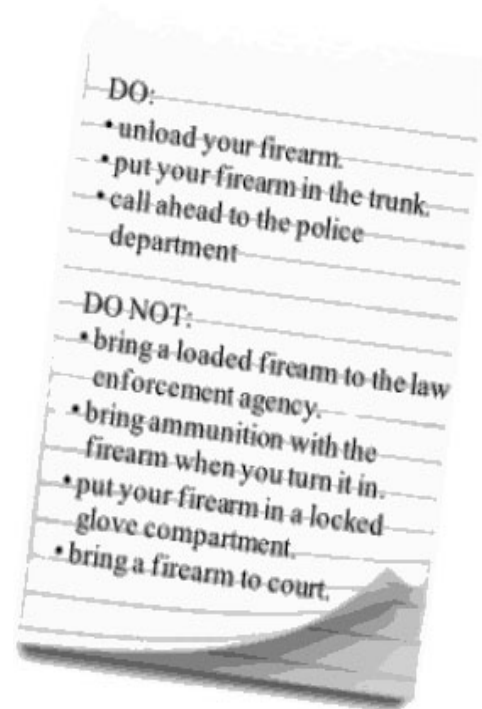 DO:
•unload your firearm.
•put your firearm in the trunk.
•call ahead to the police
department
DO NOT:
•bring a loaded firearm to the law
enforcement agency.
•bring ammunition with the
firearm when you turn it in.
•put your firearm in a locked
glove compartment.
•bring a firearm to court.